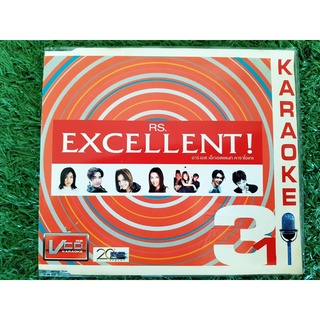 RS.
EXCELLENT!
อาร์.เอส. เอ็กเซลเลนท์ คาราโอเกะ
KARAOKE
31
VCD
KARAOKE
20